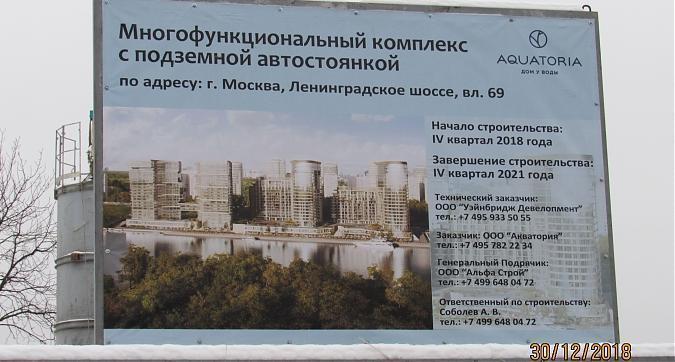 Многофункциональный комплекс
с подземной автостоянкой
по адресу: г. Москва, Ленинградское шоссе, вл. 69
AQUATORIA
ДОМ У ВОДЫ
Начало строительства:
IV квартал 2018 года
Завершение строительства:
IV квартал 2021 года
Технический заказчик:
ООО "Уэйнбридж Девелопмент"
тел.: +7 495 933 50 55
Заказчик: ООО "Акватория"
тел.: +7 495 782 22 34
Генеральный Подрячик:
ООО "Альфа Строй"
тел.: +7 499 648 04 72
Ответственный по строительству:
Соболев А. В.
тел.: +7 499 648 04 72
30/12/2018